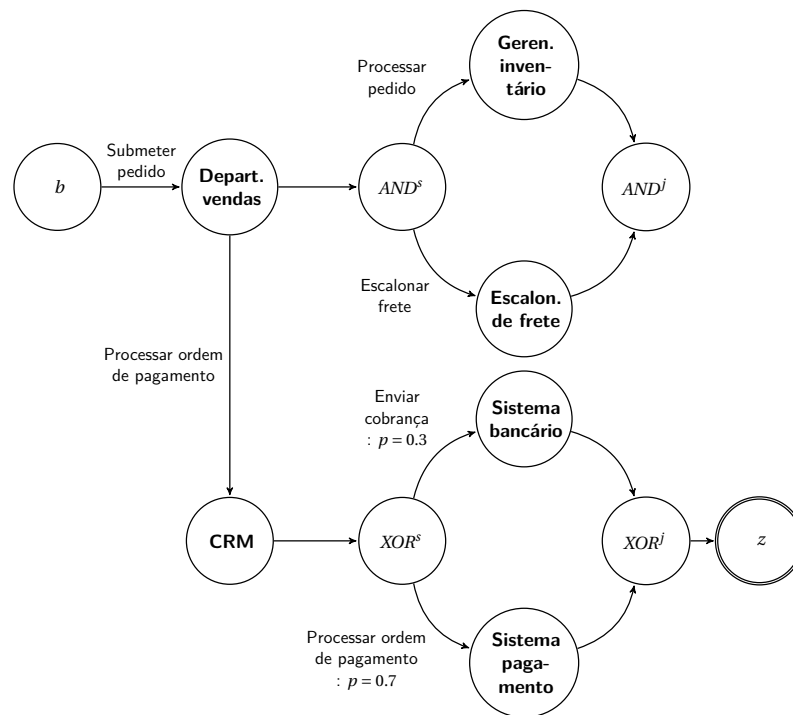 Geren.
inven-
tário
Processar
pedido
Submeter
pedido
b
Depart.
vendas
AND^s
AND^j
Escalonar
frete
Escalon.
de frete
Processar ordem
de pagamento
Enviar
cobrança
: p = 0.3
Sistema
bancário
CRM
XOR^s
XOR^j
z
Processar ordem
de pagamento
: p = 0.7
Sistema
paga-
mento